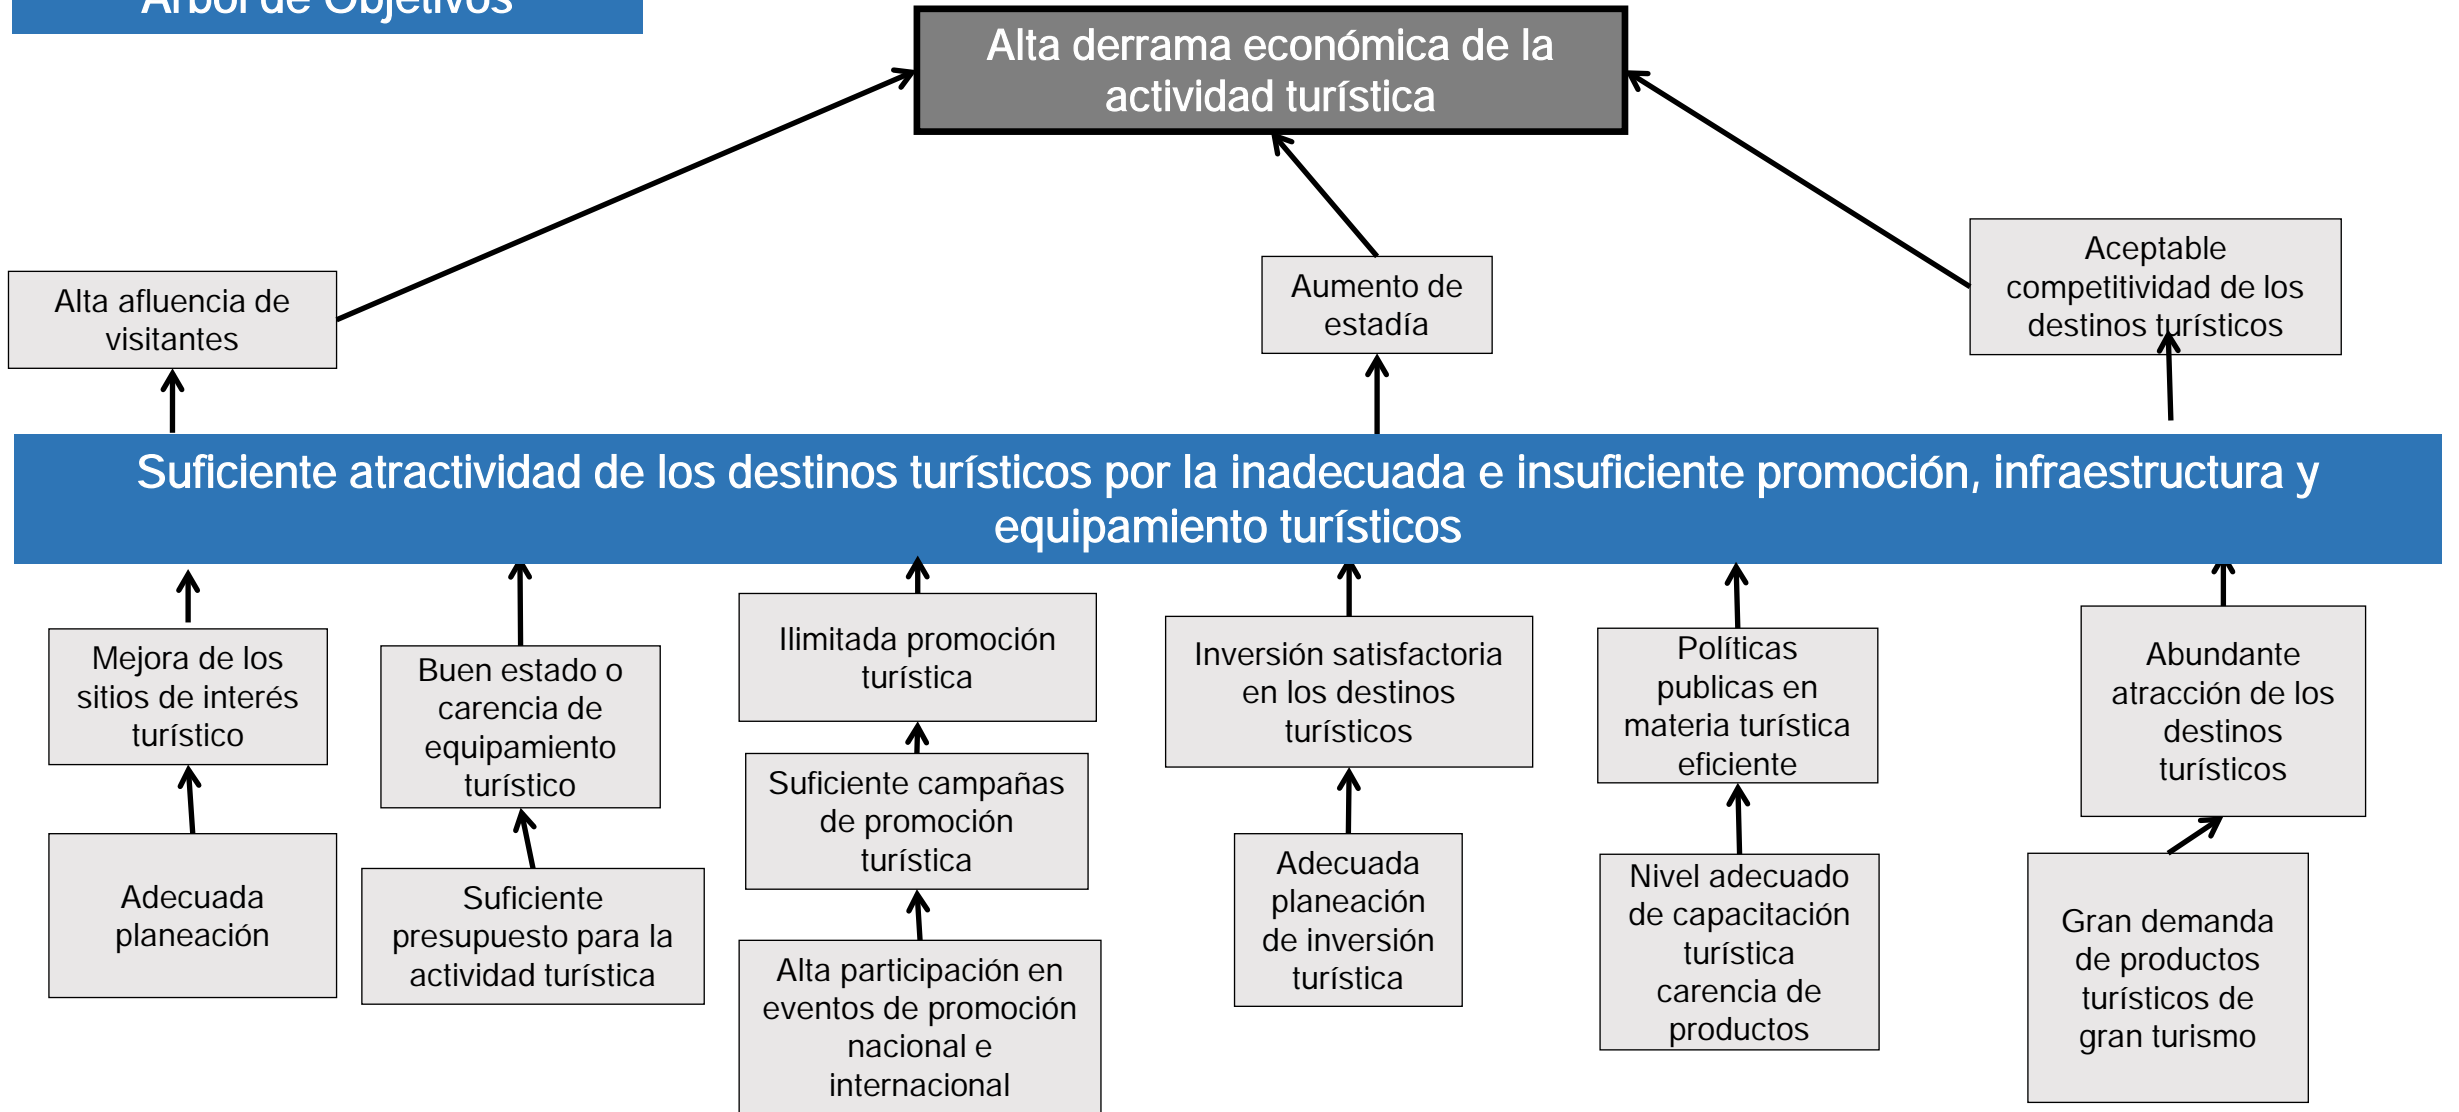 Árbol de Objetivos
Alta derrama económica de la
actividad turística
Alta afluencia de
visitantes
Aumento de
estadía
Aceptable
competitividad de los
destinos turísticos
Suficiente atractividad de los destinos turísticos por la inadecuada e insuficiente promoción, infraestructura y
equipamiento turísticos
Mejora de los
sitios de interés
turístico
Buen estado o
carencia de
equipamiento
turístico
Ilimitada promoción
turística
Inversión satisfactoria
en los destinos
turísticos
Políticas
publicas en
materia turística
eficiente
Abundante
atracción de los
destinos
turísticos
Suficiente campañas
de promoción
turística
Adecuada
planeación
Suficiente
presupuesto para la
actividad turística
Alta participación en
eventos de promoción
nacional e
internacional
Adecuada
planeación
de inversión
turística
Nivel adecuado
de capacitación
turística
carencia de
productos
Gran demanda
de productos
turísticos de
gran turismo